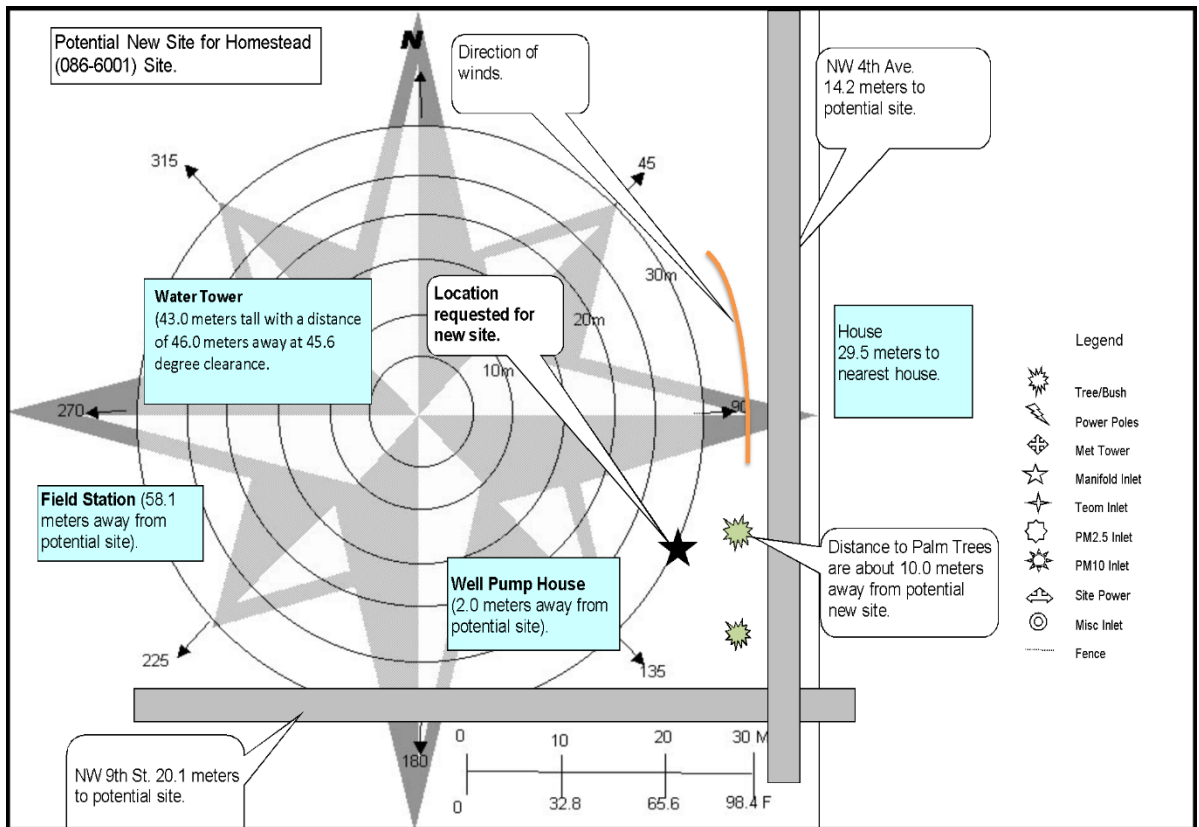 Potential New Site for Homestead
(086-6001) Site.
N
Direction of
winds.
NW 4th Ave.
14.2 meters to
potential site.
315
45
30m
Water Tower
(43.0 meters tall with a distance
of 46.0 meters away at 45.6
degree clearance.
Location
requested for
new site.
20m
10m
House
29.5 meters to
nearest house.
Legend
Tree/Bush
Power Poles
Met Tower
Manifold Inlet
Teom Inlet
PM2.5 Inlet
PM10 Inlet
Site Power
Misc Inlet
Fence
270
90
Field Station (58.1
meters away from
potential site).
Well Pump House
(2.0 meters away from
potential site).
Distance to Palm Trees
are about 10.0 meters
away from potential
new site.
225
135
180
NW 9th St. 20.1 meters
to potential site.
0 10 20 30 M
0 32.8 65.6 98.4 F